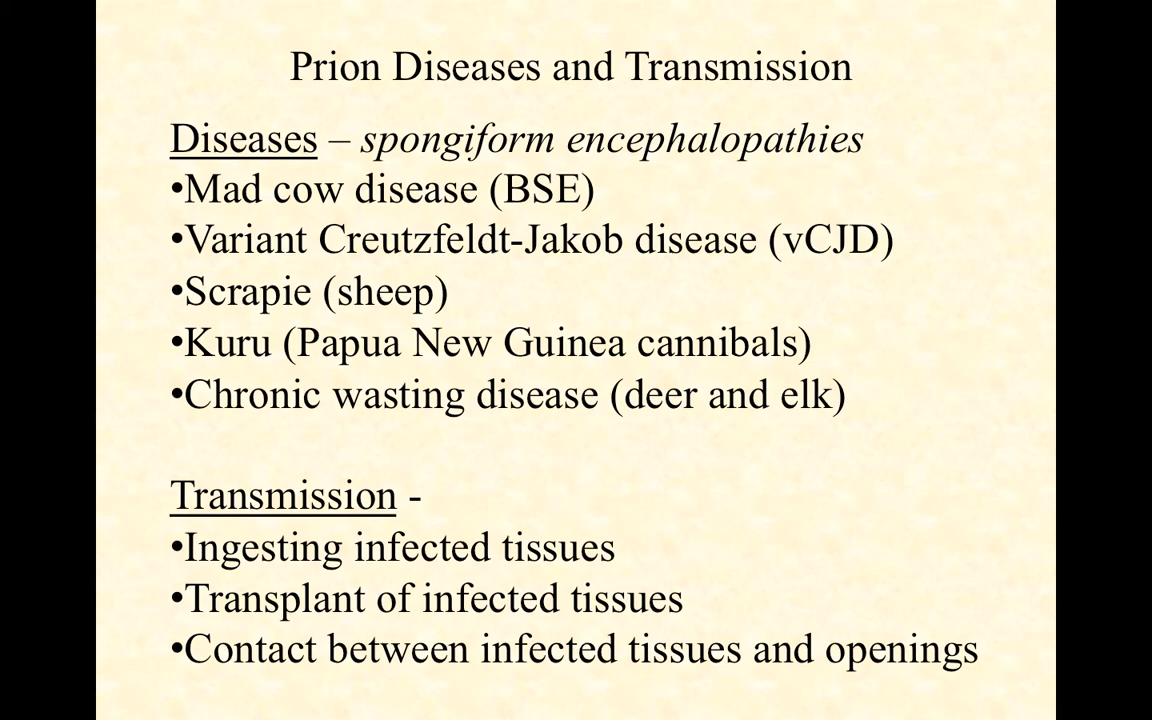 Prion Diseases and Transmission
Diseases – spongiform encephalopathies
•Mad cow disease (BSE)
•Variant Creutzfeldt-Jakob disease (vCJD)
•Scrapie (sheep)
•Kuru (Papua New Guinea cannibals)
•Chronic wasting disease (deer and elk)
Transmission -
•Ingesting infected tissues
•Transplant of infected tissues
•Contact between infected tissues and openings